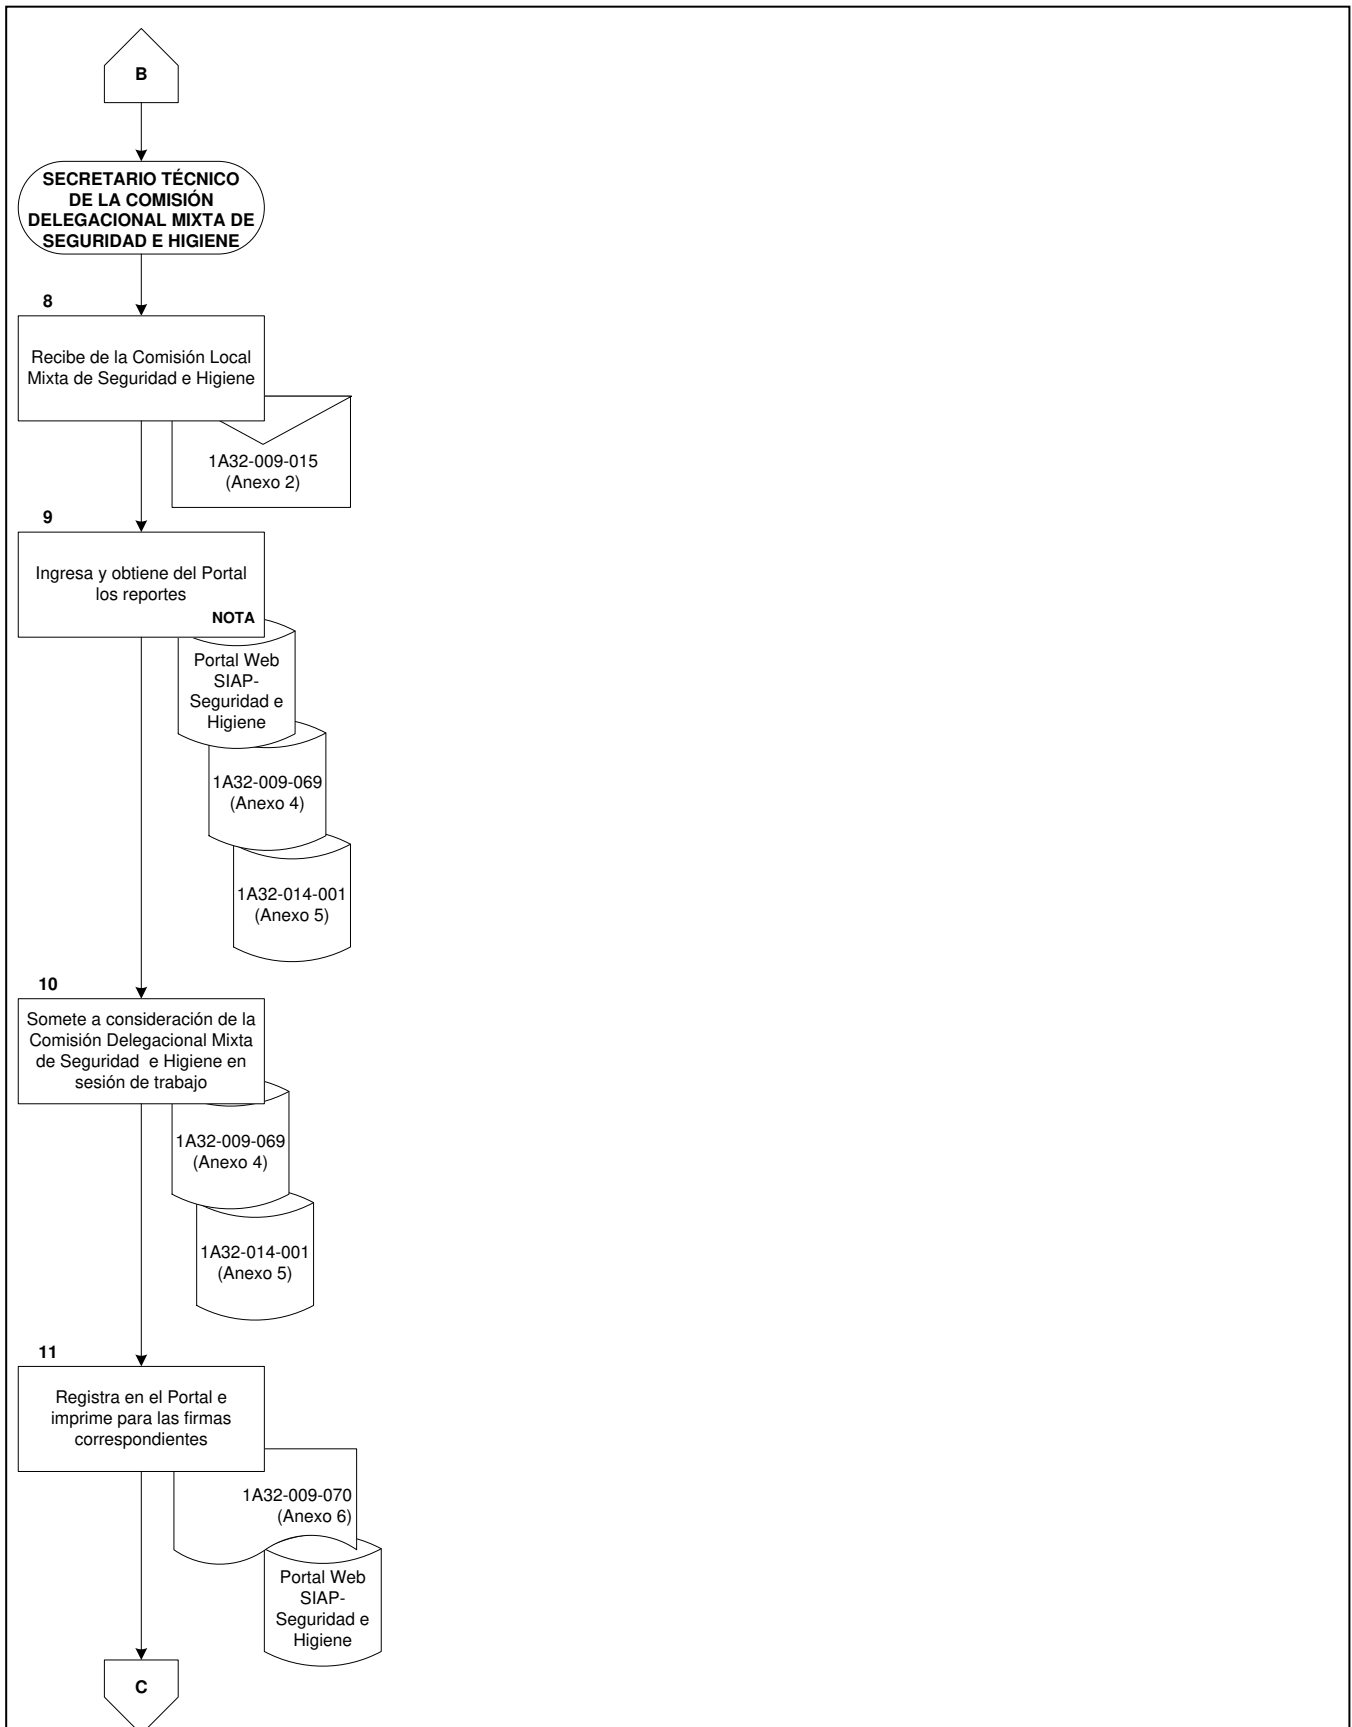 B
SECRETARIO TÉCNICO
DE LA COMISIÓN
DELEGACIONAL MIXTA DE
SEGURIDAD E HIGIENE
8
Recibe de la Comisión Local
Mixta de Seguridad e Higiene
1A32-009-015
(Anexo 2)
9
Ingresa y obtiene del Portal
los reportes
NOTA
Portal Web
SIAP-
Seguridad e
Higiene
1A32-009-069
(Anexo 4)
1A32-014-001
(Anexo 5)
10
Somete a consideración de la
Comisión Delegacional Mixta
de Seguridad e Higiene en
sesión de trabajo
1A32-009-069
(Anexo 4)
1A32-014-001
(Anexo 5)
11
Registra en el Portal e
imprime para las firmas
correspondientes
1A32-009-070
(Anexo 6)
Portal Web
SIAP-
Seguridad e
Higiene
C